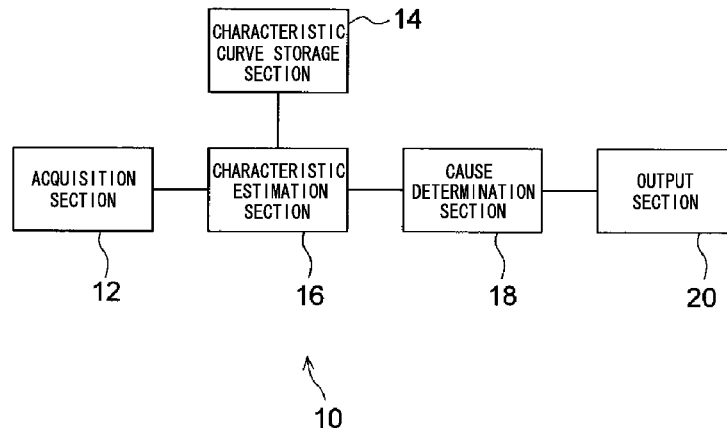 CHARACTERISTIC
CURVE STORAGE
SECTION
14
ACQUISITION
SECTION
12
CHARACTERISTIC
ESTIMATION
SECTION
16
CAUSE
DETERMINATION
SECTION
18
OUTPUT
SECTION
20
10